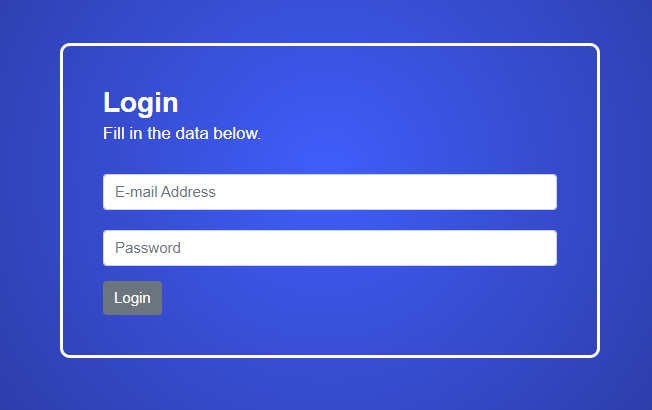 Login
Fill in the data below.
E-mail Address
Password
Login